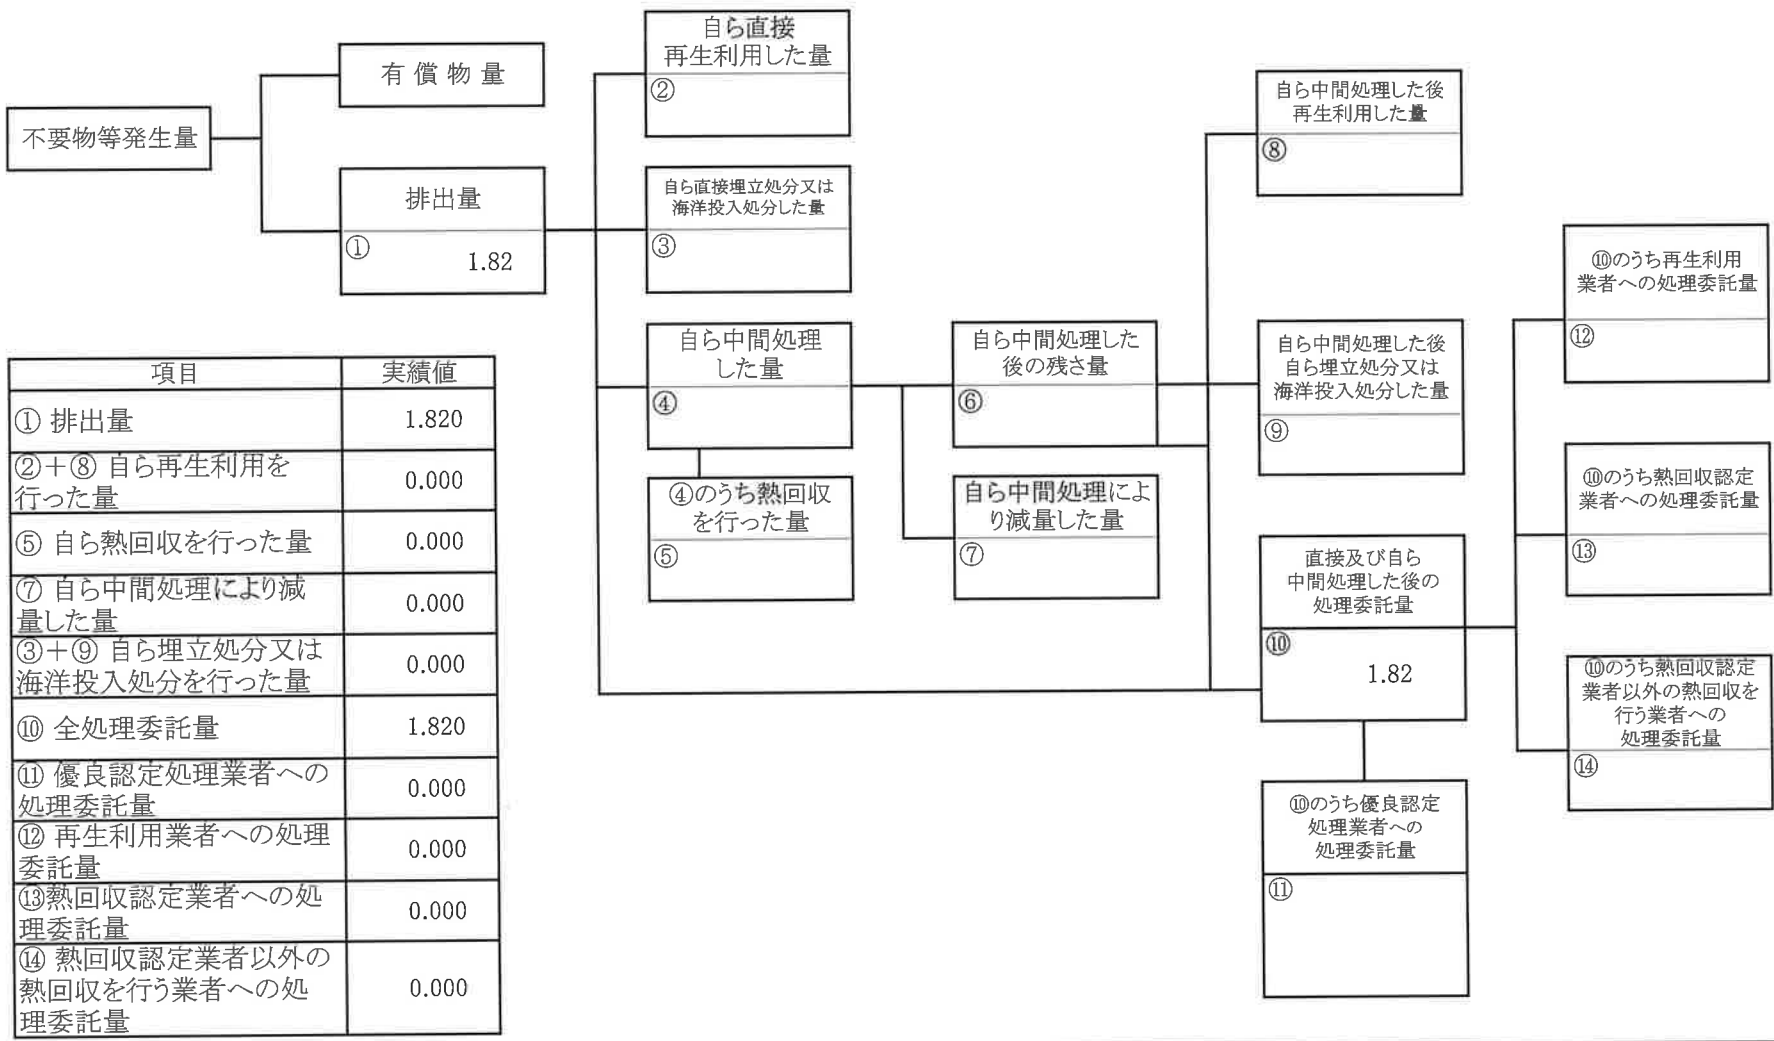 不要物等発生量
有償物量
排出量
①
1.82
自ら直接
再生利用した量
②
自ら直接埋立処分又は
海洋投入処分した量
③
自ら中間処理
した量
④
④のうち熱回収
を行った量
⑤
自ら中間処理した
後の残さ量
⑥
自ら中間処理によ
り減量した量
⑦
自ら中間処理した後
再生利用した量
⑧
自ら中間処理した後
自ら埋立処分又は
海洋投入処分した量
⑨
直接及び自ら
中間処理した後の
処理委託量
⑩
1.82
⑩のうち優良認定
処理業者への
処理委託量
⑪
⑩のうち再生利用
業者への処理委託量
⑫
⑩のうち熱回収認定
業者への処理委託量
⑬
⑩のうち熱回収認定
業者以外の熱回収を
行う業者への
処理委託量
⑭
項目 実績値
① 排出量 1.820
②+⑧ 自ら再生利用を
行った量 0.000
⑤ 自ら熱回収を行った量 0.000
⑦ 自ら中間処理により減
量した量 0.000
③+⑨ 自ら埋立処分又は
海洋投入処分を行った量 0.000
⑩ 全処理委託量 1.820
⑪ 優良認定処理業者への
処理委託量 0.000
⑫ 再生利用業者への処理
委託量 0.000
⑬熱回収認定業者への処
理委託量 0.000
⑭ 熱回収認定業者以外の
熱回収を行う業者への処
理委託量 0.000